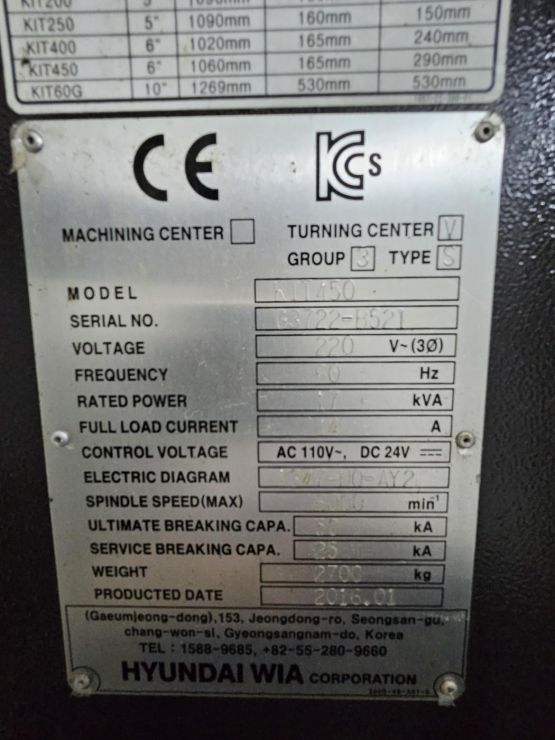 KIT250 5" 1090mm 160mm 150mm
KIT400 6" 1020mm 165mm 240mm
KIT450 6" 1060mm 165mm 290mm
KIT60G 10" 1269mm 530mm 530mm
CE KCs
MACHINING CENTER TURNING CENTER V
GROUP 3 TYPE S
MODEL KIT450
SERIAL NO. G3722-B521
VOLTAGE 220 V~(3Ø)
FREQUENCY 60 Hz
RATED POWER 17 kVA
FULL LOAD CURRENT A
CONTROL VOLTAGE AC 110V~, DC 24V
ELECTRIC DIAGRAM
SPINDLE SPEED(MAX) min⁻¹
ULTIMATE BREAKING CAPA. kA
SERVICE BREAKING CAPA. 25 kA
WEIGHT 2700 kg
PRODUCTED DATE 2016.01
(Gaeumjeong-dong),153, Jeongdong-ro, Seongsan-gu,
chang-won-si, Gyeongsangnam-do, Korea
TEL : 1588-9685, +82-55-280-9660
HYUNDAI WIA CORPORATION